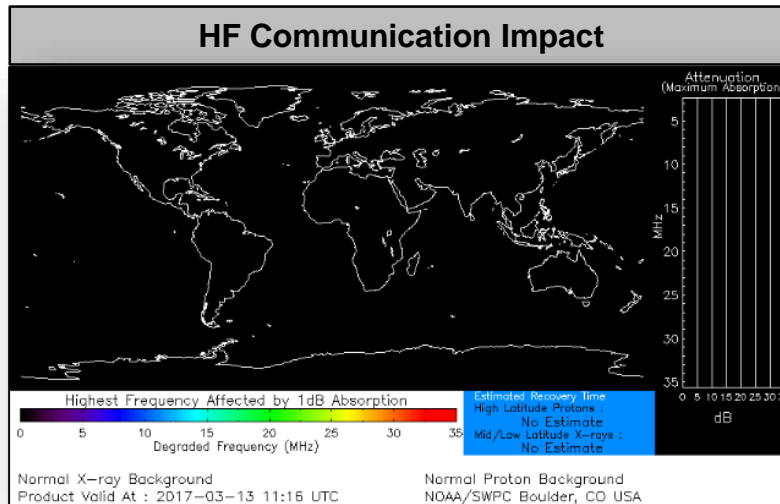 HF Communication Impact
Attenuation
(Maximum Absorption
5
10
15
20
25
30
35
MHz
0 5 10 15 20 25 30
dB
Highest Frequency Affected by 1dB Absorption
0 5 10 15 20 25 30 35
Degraded Frequency (MHz)
Estimated Recovery Time
High Latitude Protons :
No Estimate
Mid/Low Latitude X-rays :
No Estimate
Normal X-ray Background
Product Valid At : 2017-03-13 11:16 UTC
Normal Proton Background
NOAA/SWPC Boulder, CO USA